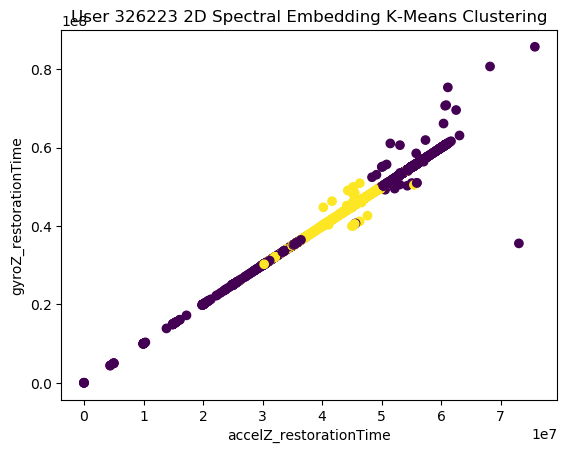 User 326223 2D Spectral Embedding K-Means Clustering
1e8
0.8
0.6
0.4
0.2
0.0
gyroZ_restorationTime
0 1 2 3 4 5 6 7
1e7
accelZ_restorationTime